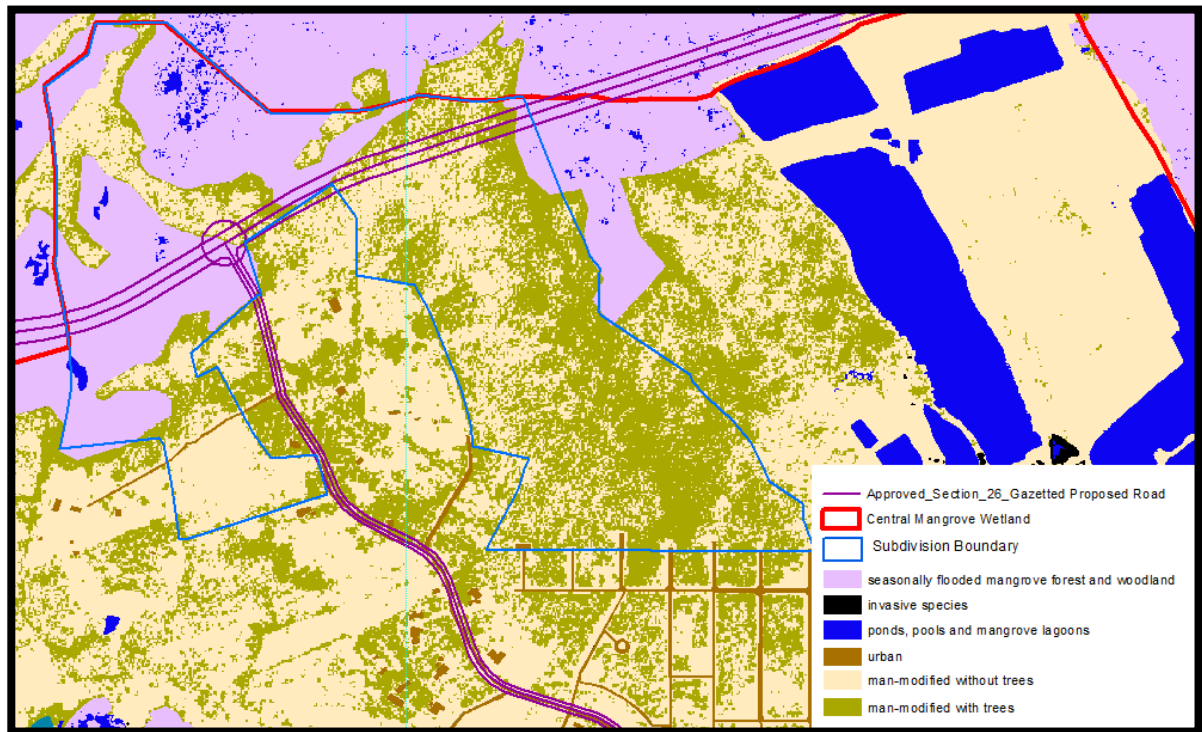 Approved_Section_26_Gazetted Proposed Road
Central Mangrove Wetland
Subdivision Boundary
seasonally flooded mangrove forest and woodland
invasive species
ponds, pools and mangrove lagoons
urban
man-modified without trees
man-modified with trees